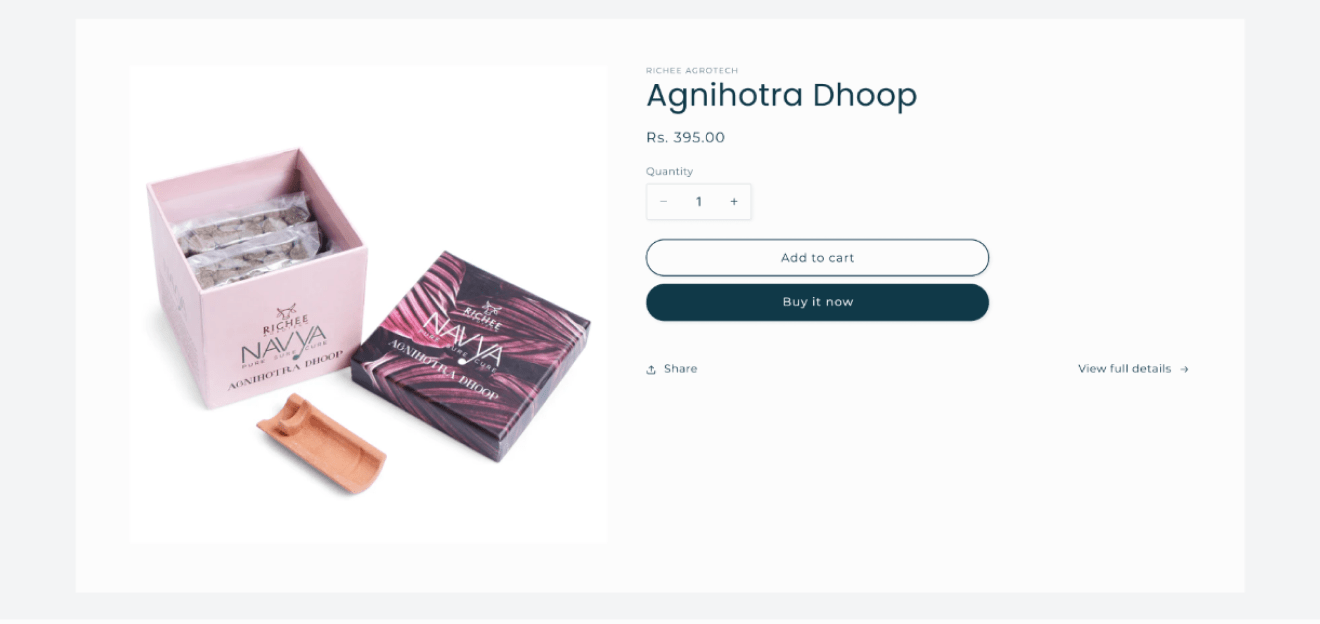 RICHEE AGROTECH
Agnihotra Dhoop
Rs. 395.00
Quantity
− 1 +
Add to cart
Buy it now
Share
View full details →
RICHEE
NAVYA
PURE SURE CURE
AGNIHOTRA DHOOP
RICHEE
NAVYA
PURE SURE CURE
AGNIHOTRA DHOOP